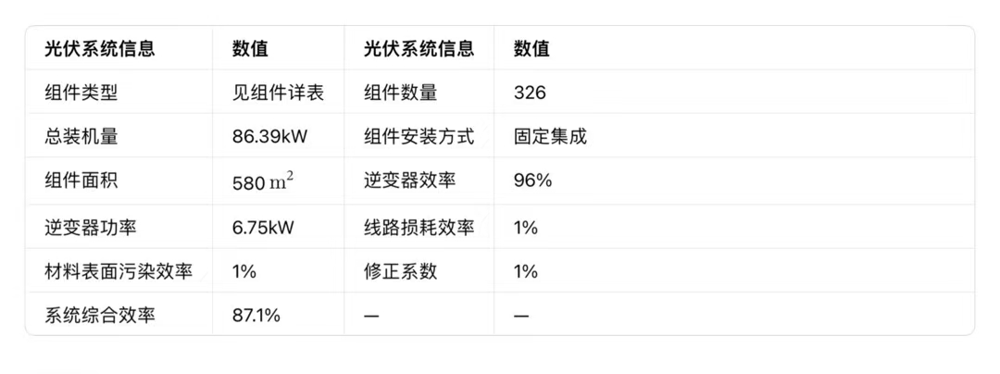 光伏系统信息 数值 光伏系统信息 数值
组件类型 见组件详表 组件数量 326
总装机量 86.39kW 组件安装方式 固定集成
组件面积 580 m² 逆变器效率 96%
逆变器功率 6.75kW 线路损耗效率 1%
材料表面污染效率 1% 修正系数 1%
系统综合效率 87.1% — —